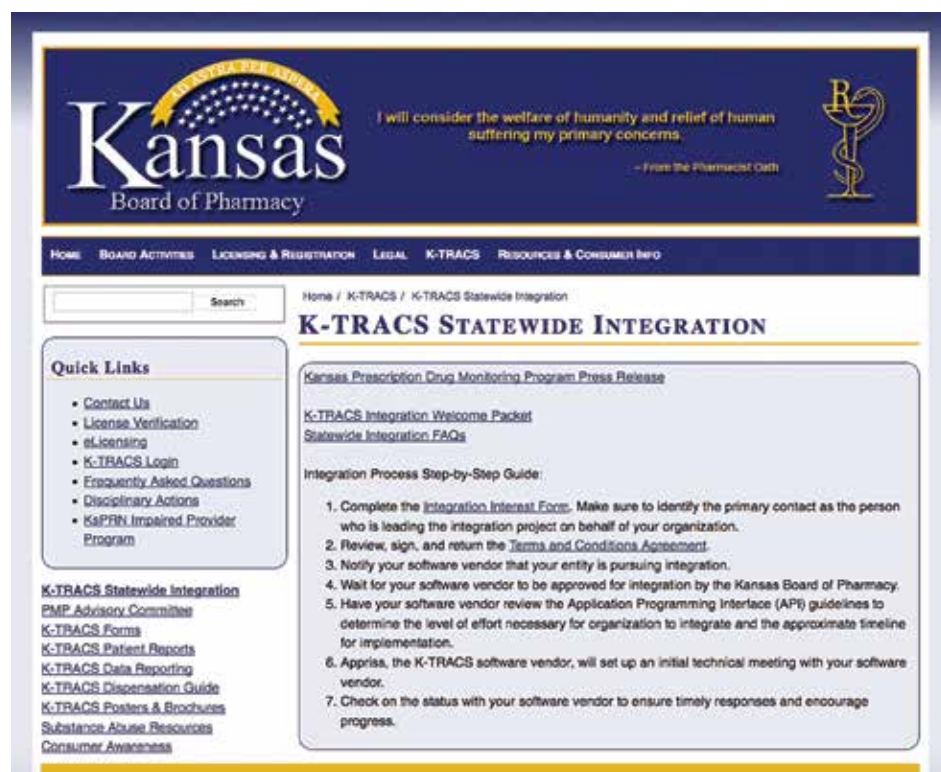 AD ASTRA PER ASPERA
Kansas
Board of Pharmacy
I will consider the welfare of humanity and relief of human
suffering my primary concerns.
~ From the Pharmacist Oath
Home Board Activities Licensing & Registration Legal K-TRACS Resources & Consumer Info
Search
Home / K-TRACS / K-TRACS Statewide Integration
K-TRACS Statewide Integration
Quick Links
• Contact Us
• License Verification
• eLicensing
• K-TRACS Login
• Frequently Asked Questions
• Disciplinary Actions
• KsPRN Impaired Provider
Program
K-TRACS Statewide Integration
PMP Advisory Committee
K-TRACS Forms
K-TRACS Patient Reports
K-TRACS Data Reporting
K-TRACS Dispensation Guide
K-TRACS Posters & Brochures
Substance Abuse Resources
Consumer Awareness
Kansas Prescription Drug Monitoring Program Press Release
K-TRACS Integration Welcome Packet
Statewide Integration FAQs
Integration Process Step-by-Step Guide:
1. Complete the Integration Interest Form. Make sure to identify the primary contact as the person
who is leading the integration project on behalf of your organization.
2. Review, sign, and return the Terms and Conditions Agreement.
3. Notify your software vendor that your entity is pursuing integration.
4. Wait for your software vendor to be approved for integration by the Kansas Board of Pharmacy.
5. Have your software vendor review the Application Programming Interface (API) guidelines to
determine the level of effort necessary for organization to integrate and the approximate timeline
for implementation.
6. Appriss, the K-TRACS software vendor, will set up an initial technical meeting with your software
vendor.
7. Check on the status with your software vendor to ensure timely responses and encourage
progress.